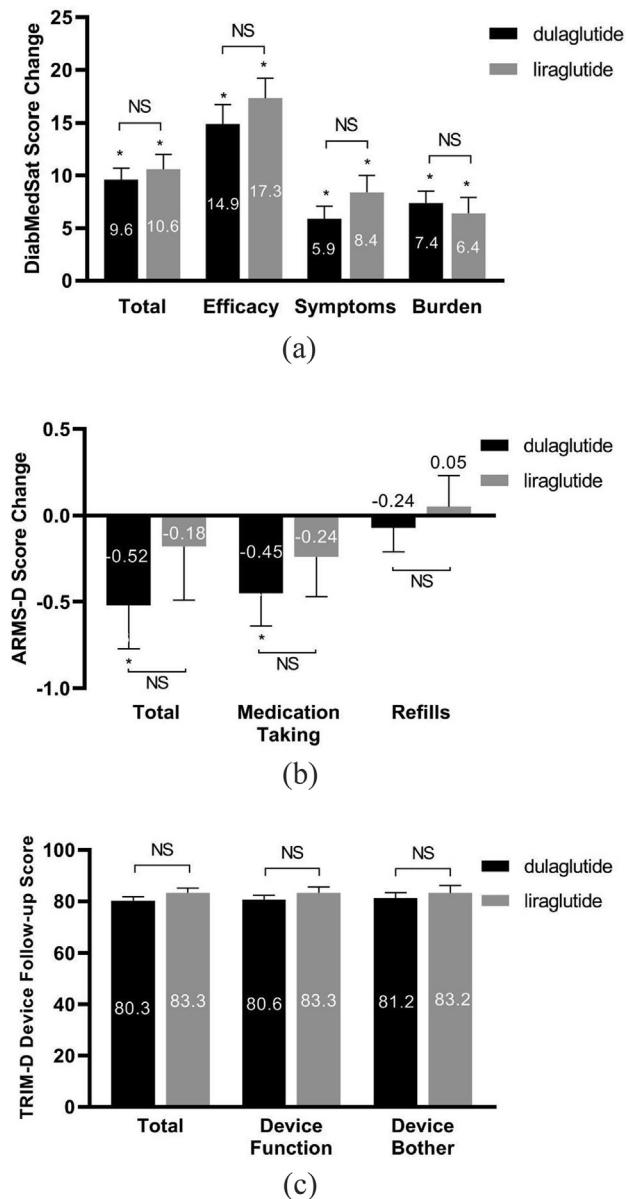 DiabMedSat Score Change
25
20
15
10
5
0
NS
NS
NS
NS
* * * * * * * *
9.6
10.6
14.9
17.3
5.9
8.4
7.4
6.4
dulaglutide
liraglutide
Total Efficacy Symptoms Burden
(a)
ARMS-D Score Change
0.5
0.0
-0.5
-1.0
dulaglutide
liraglutide
-0.52
-0.18
-0.45
-0.24
-0.24
0.05
* *
NS
NS
NS
Total
Medication
Taking
Refills
(b)
TRIM-D Device Follow-up Score
100
80
60
40
20
0
NS
NS
NS
80.3
83.3
80.6
83.3
81.2
83.2
dulaglutide
liraglutide
Total
Device
Function
Device
Bother
(c)